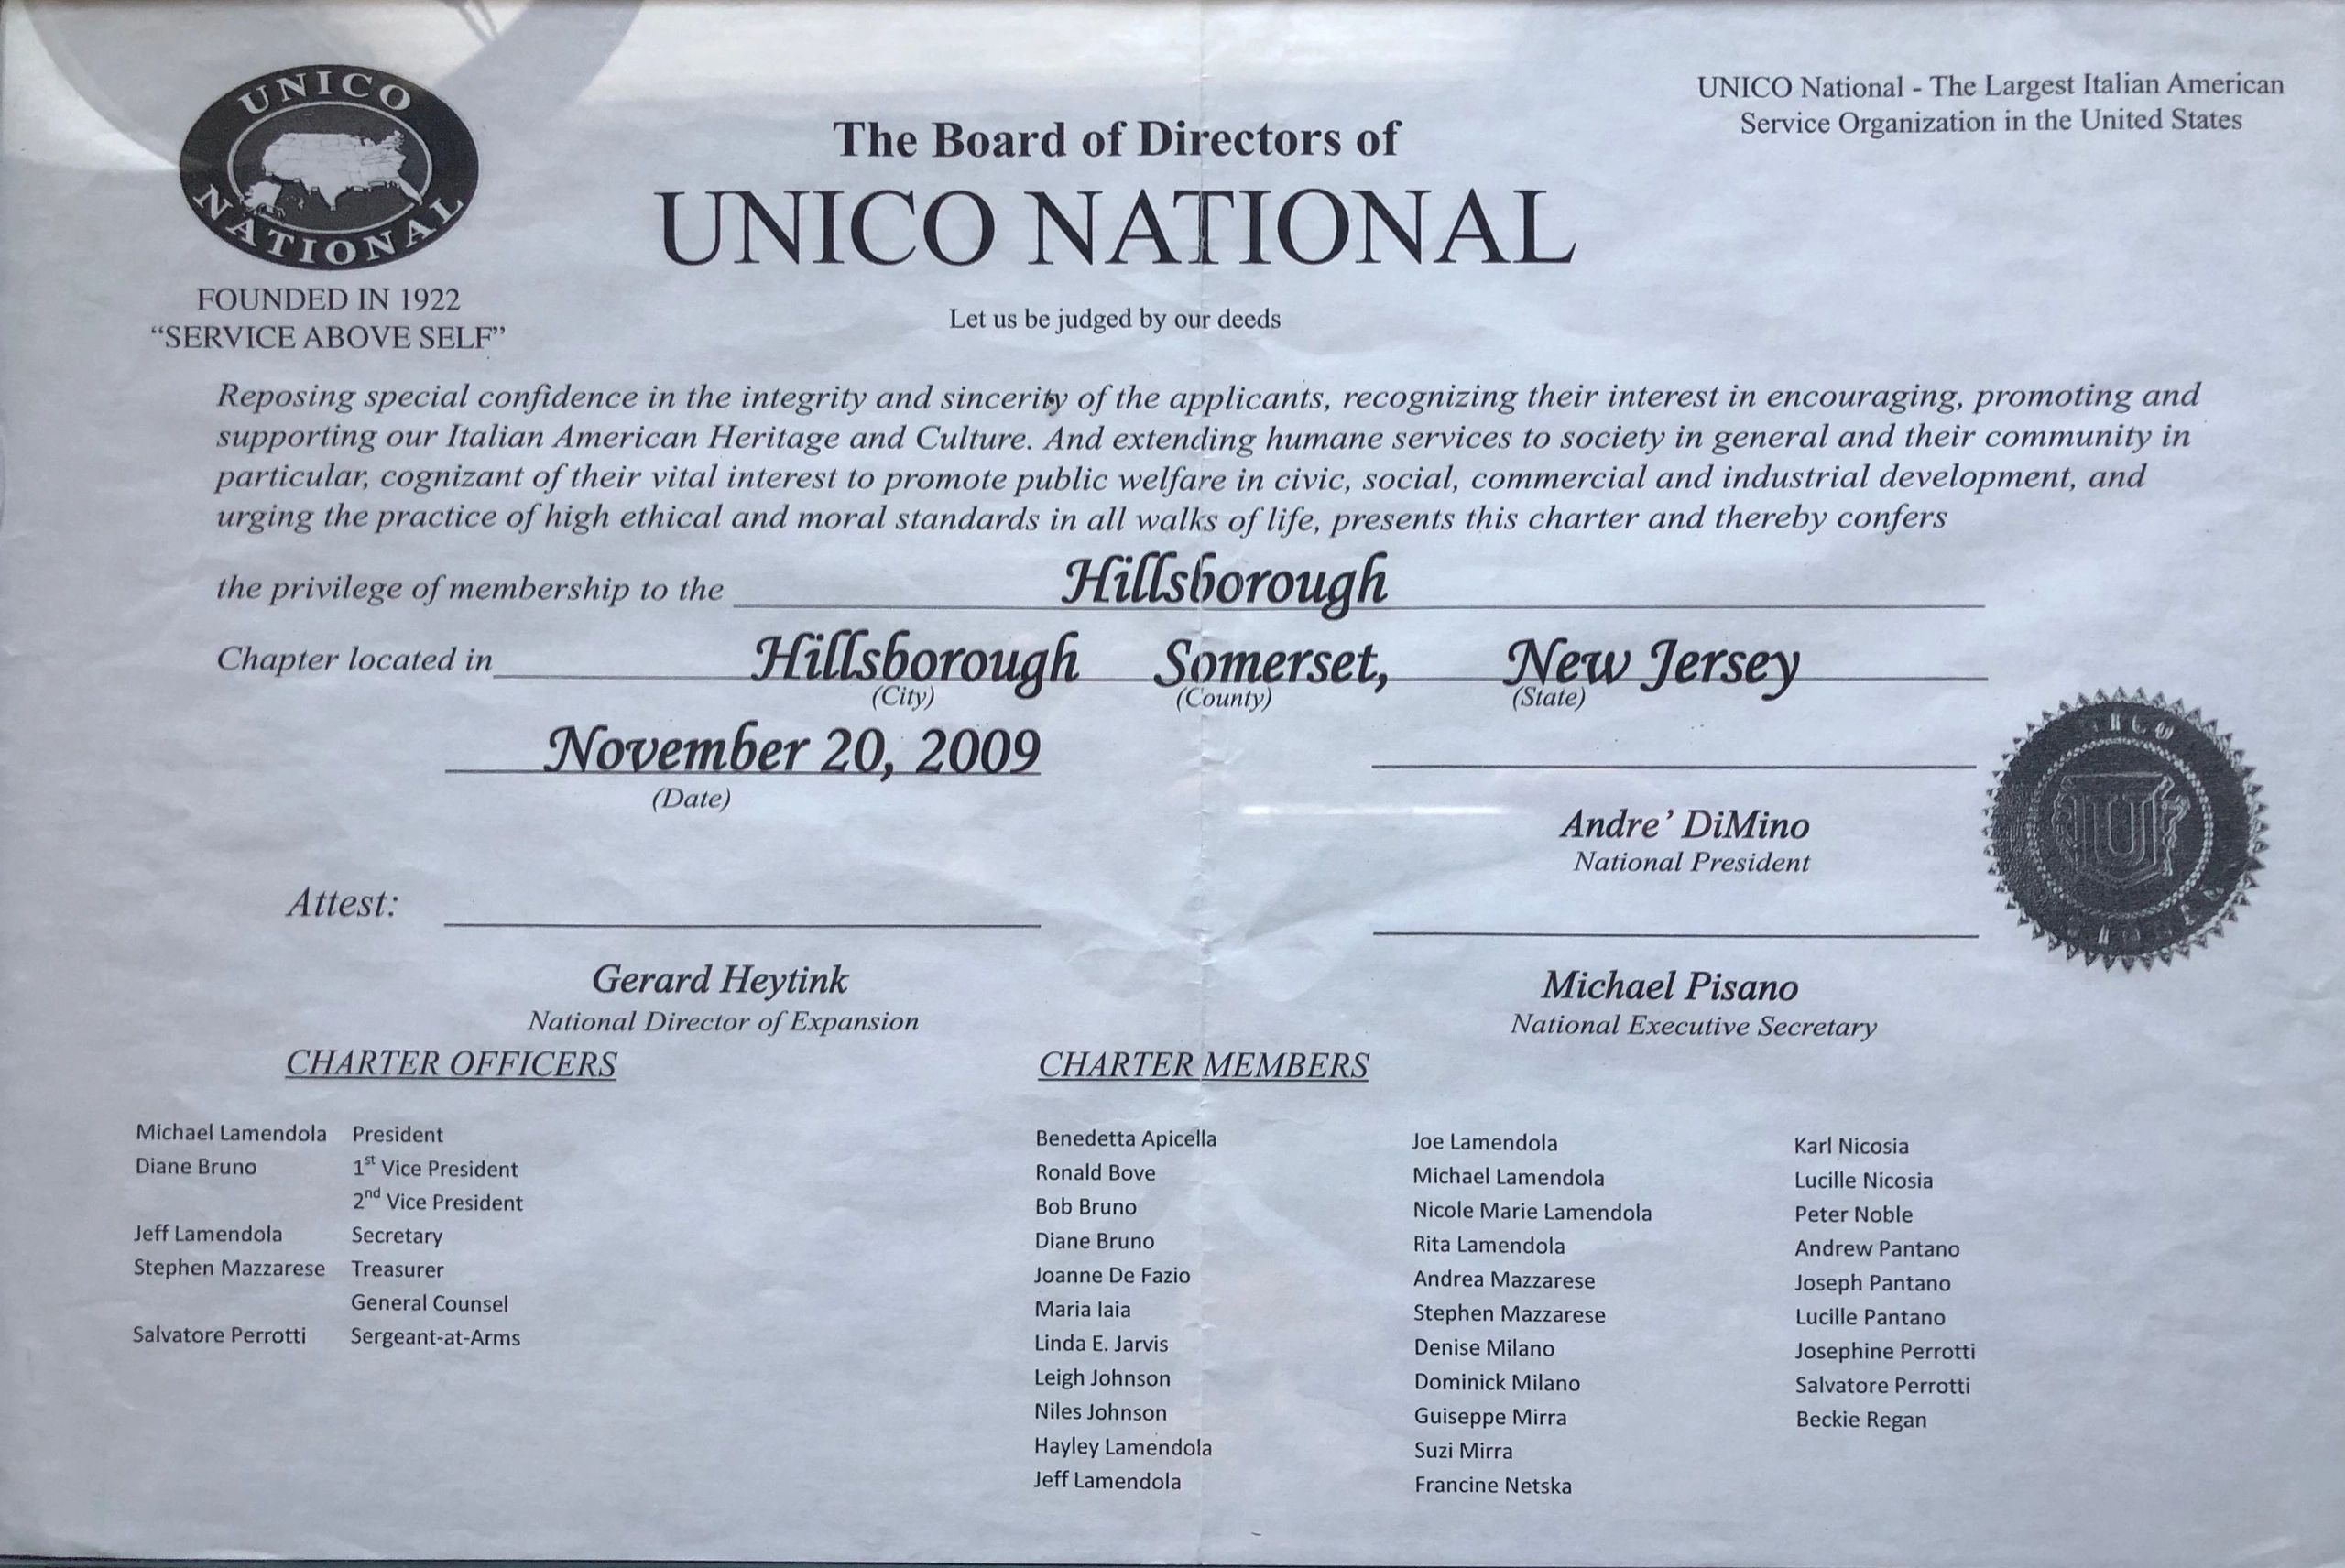 UNICO
NATIONAL
FOUNDED IN 1922
“SERVICE ABOVE SELF”
UNICO National - The Largest Italian American
Service Organization in the United States
The Board of Directors of
UNICO NATIONAL
Let us be judged by our deeds
Reposing special confidence in the integrity and sincerity of the applicants, recognizing their interest in encouraging, promoting and
supporting our Italian American Heritage and Culture. And extending humane services to society in general and their community in
particular, cognizant of their vital interest to promote public welfare in civic, social, commercial and industrial development, and
urging the practice of high ethical and moral standards in all walks of life, presents this charter and thereby confers
the privilege of membership to the Hillsborough
Chapter located in Hillsborough Somerset, New Jersey
(City) (County) (State)
November 20, 2009
(Date)
Andre’ DiMino
National President
Attest:
Gerard Heytink
National Director of Expansion
Michael Pisano
National Executive Secretary
U
CHARTER OFFICERS
Michael Lamendola President
Diane Bruno 1st Vice President
2nd Vice President
Jeff Lamendola Secretary
Stephen Mazzarese Treasurer
General Counsel
Salvatore Perrotti Sergeant-at-Arms
CHARTER MEMBERS
Benedetta Apicella
Ronald Bove
Bob Bruno
Diane Bruno
Joanne De Fazio
Maria Iaia
Linda E. Jarvis
Leigh Johnson
Niles Johnson
Hayley Lamendola
Jeff Lamendola
Joe Lamendola
Michael Lamendola
Nicole Marie Lamendola
Rita Lamendola
Andrea Mazzarese
Stephen Mazzarese
Denise Milano
Dominick Milano
Guiseppe Mirra
Suzi Mirra
Francine Netska
Karl Nicosia
Lucille Nicosia
Peter Noble
Andrew Pantano
Joseph Pantano
Lucille Pantano
Josephine Perrotti
Salvatore Perrotti
Beckie Regan